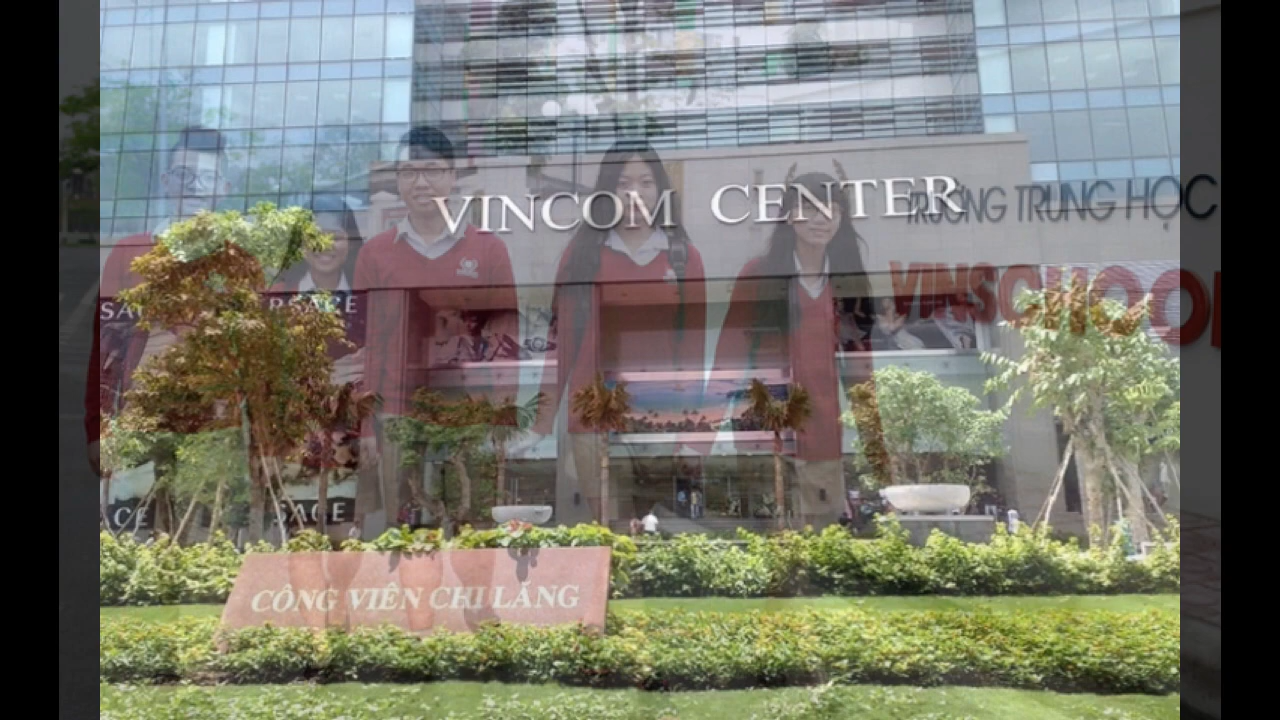 VINCOM CENTER
TRƯỜNG TRUNG HỌC
VINSCHOOL
CÔNG VIÊN CHI LĂNG